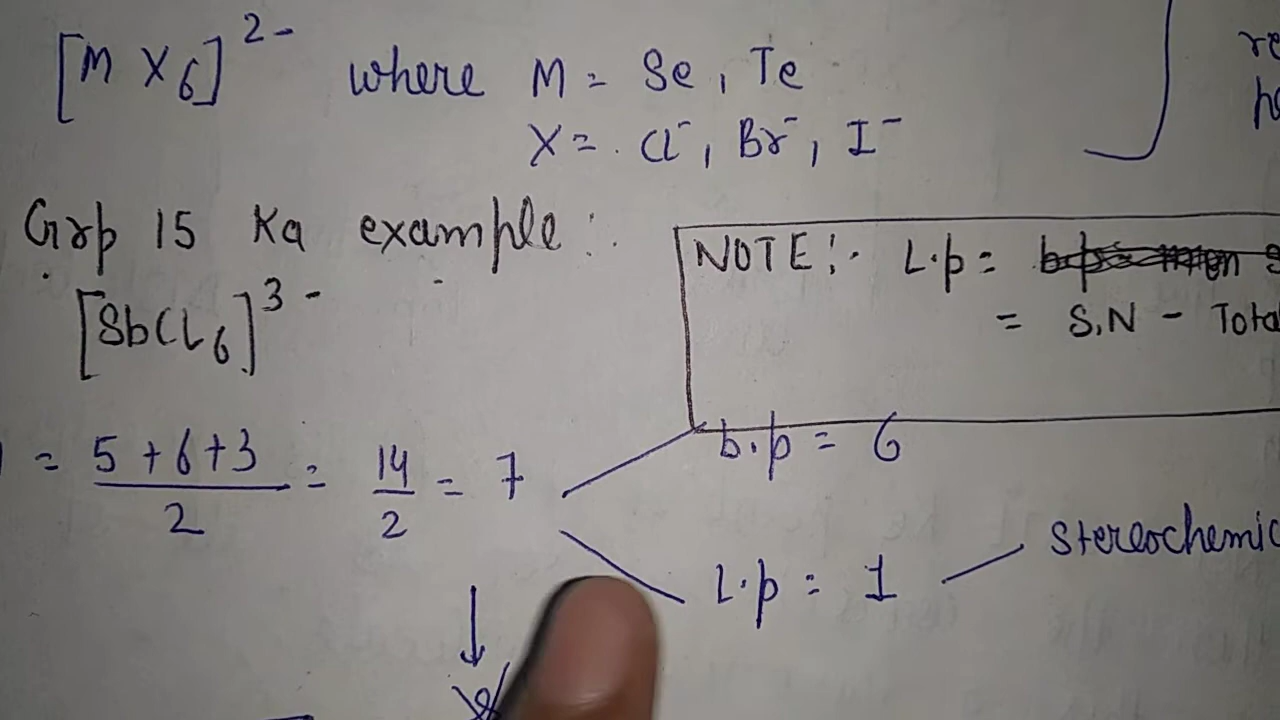 [M X6]2- where M = Se, Te
X = Cl-, Br-, I-
Grp 15 Ka example :
[SbCl6]3-
NOTE :- L.p =
= S.N - Total
= 5+6+3/2 = 14/2 = 7
b.p = 6
L.p = 1
stereochemic